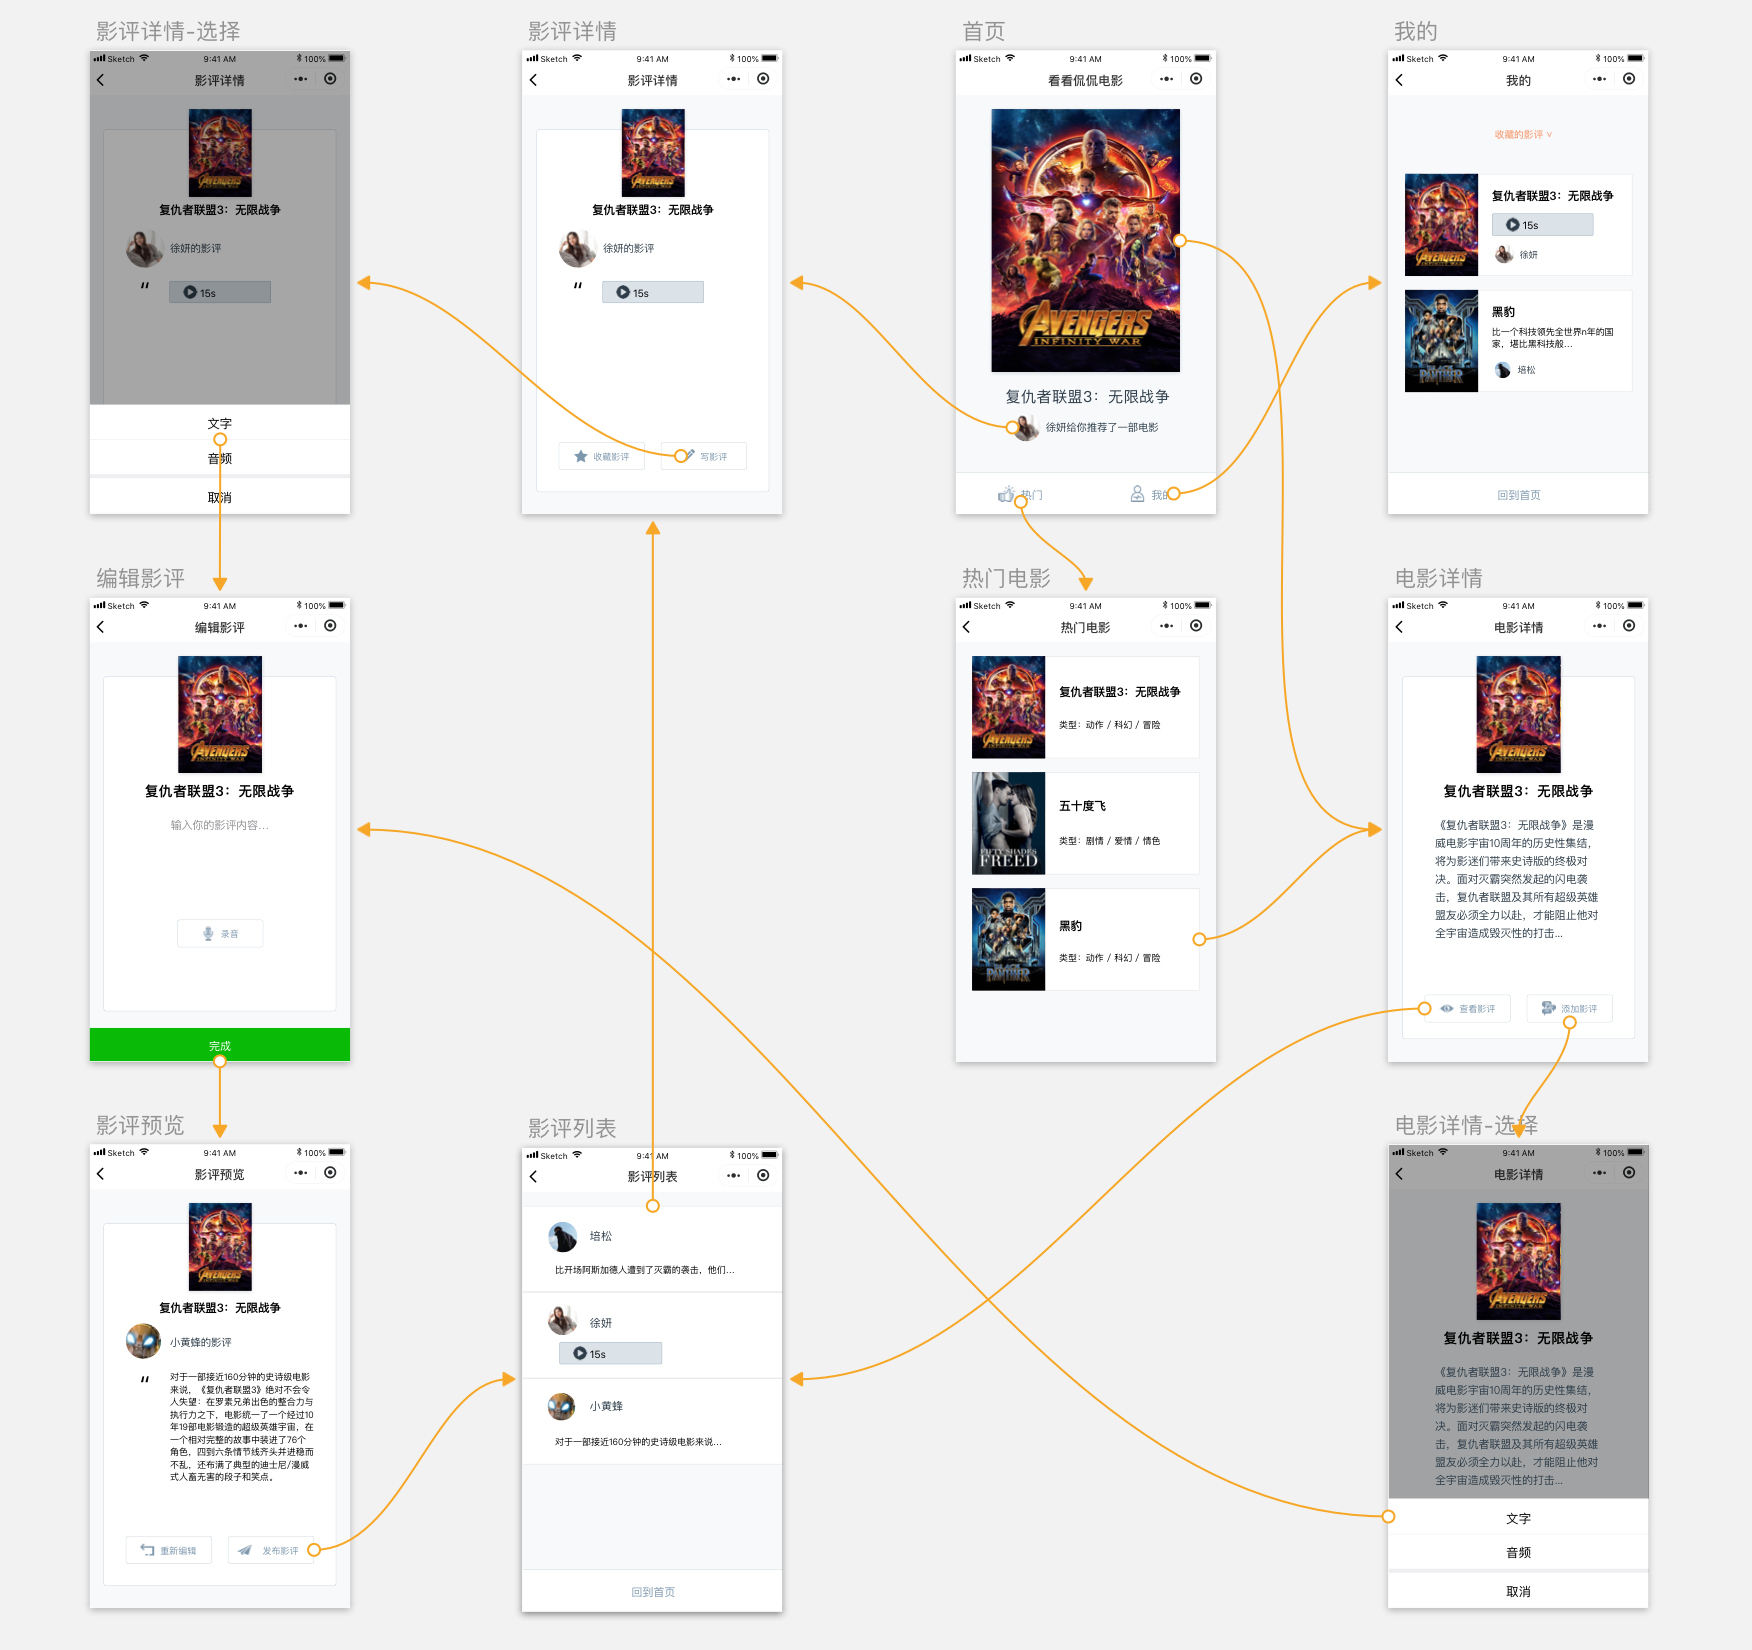 影评详情-选择
Sketch 9:41 AM 100%
影评详情
AVENGERS
复仇者联盟3：无限战争
徐妍的影评
〃 15s
文字
音频
取消
影评详情
Sketch 9:41 AM 100%
影评详情
AVENGERS
复仇者联盟3：无限战争
徐妍的影评
〃 15s
收藏影评 写影评
首页
Sketch 9:41 AM 100%
看看侃侃电影
AVENGERS
INFINITY WAR
复仇者联盟3：无限战争
徐妍给你推荐了一部电影
热门 我的
我的
Sketch 9:41 AM 100%
我的
收藏的影评 ∨
AVENGERS
复仇者联盟3：无限战争
15s
徐妍
BLACK PANTHER
黑豹
比一个科技领先全世界n年的国
家，堪比黑科技般...
培松
回到首页
编辑影评
Sketch 9:41 AM 100%
编辑影评
AVENGERS
INFINITY WAR
复仇者联盟3：无限战争
输入你的影评内容...
录音
完成
热门电影
Sketch 9:41 AM 100%
热门电影
AVENGERS
INFINITY WAR
复仇者联盟3：无限战争
类型：动作 / 科幻 / 冒险
FIFTY SHADES
FREED
五十度飞
类型：剧情 / 爱情 / 情色
BLACK PANTHER
黑豹
类型：动作 / 科幻 / 冒险
电影详情
Sketch 9:41 AM 100%
电影详情
AVENGERS
INFINITY WAR
复仇者联盟3：无限战争
《复仇者联盟3：无限战争》是漫
威电影宇宙10周年的历史性集结，
将为影迷们带来史诗版的终极对
决。面对灭霸突然发起的闪电袭
击，复仇者联盟及其所有超级英雄
盟友必须全力以赴，才能阻止他对
全宇宙造成毁灭性的打击...
查看影评 添加影评
影评预览
Sketch 9:41 AM 100%
影评预览
AVENGERS
复仇者联盟3：无限战争
小黄蜂的影评
〃 对于一部接近160分钟的史诗级电影
来说，《复仇者联盟3》绝对不会令
人失望：在罗素兄弟出色的整合力与
执行力之下，电影统一了一个经过10
年19部电影锻造的超级英雄宇宙，在
一个相对完整的故事中装进了76个
角色，四到六条情节线齐头并进稳而
不乱，还布满了典型的迪士尼/漫威
式人畜无害的段子和笑点。
重新编辑 发布影评
影评列表
Sketch 9:41 AM 100%
影评列表
培松
比开场阿斯加德人遭到了灭霸的袭击，他们...
徐妍
15s
小黄蜂
对于一部接近160分钟的史诗级电影来说...
回到首页
电影详情-选择
Sketch 9:41 AM 100%
电影详情
AVENGERS
INFINITY WAR
复仇者联盟3：无限战争
《复仇者联盟3：无限战争》是漫
威电影宇宙10周年的历史性集结，
将为影迷们带来史诗版的终极对
决。面对灭霸突然发起的闪电袭
击，复仇者联盟及其所有超级英雄
盟友必须全力以赴，才能阻止他对
全宇宙造成毁灭性的打击...
文字
音频
取消